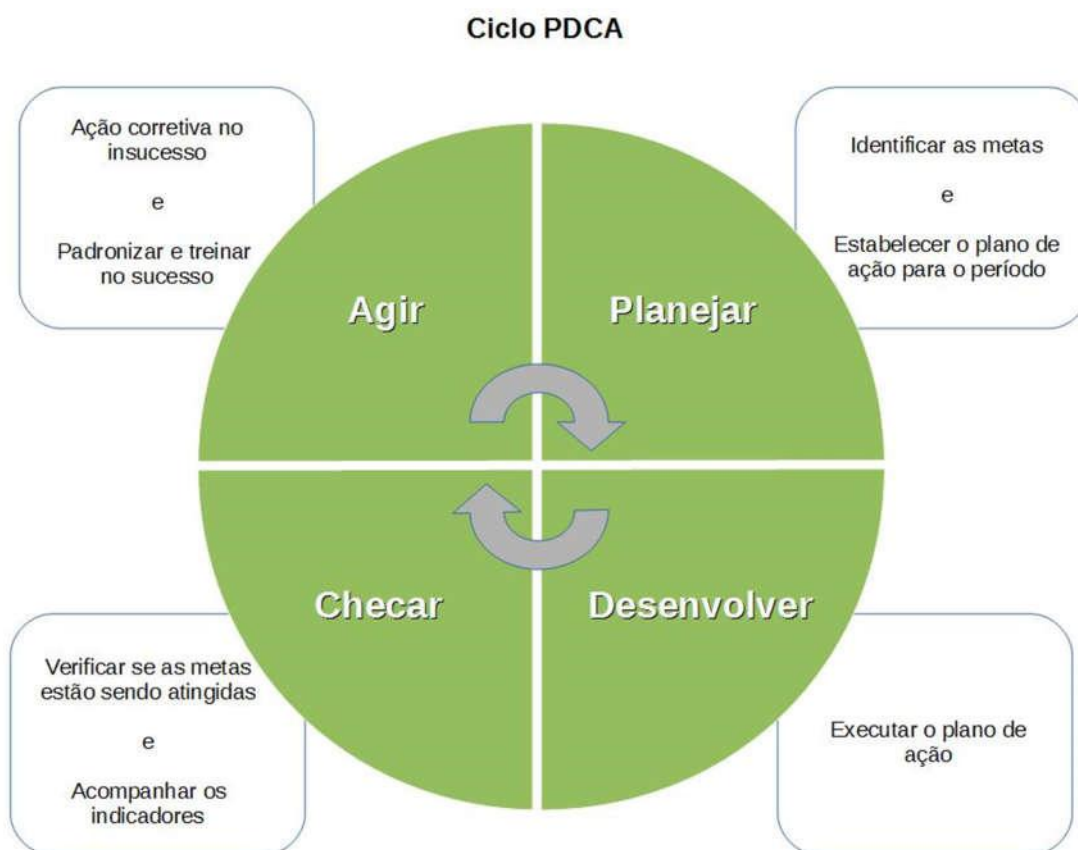 Ciclo PDCA
Ação corretiva no
insucesso
e
Padronizar e treinar
no sucesso
Identificar as metas
e
Estabelecer o plano de
ação para o período
Agir
Planejar
Checar
Desenvolver
Verificar se as metas
estão sendo atingidas
e
Acompanhar os
indicadores
Executar o plano de
ação